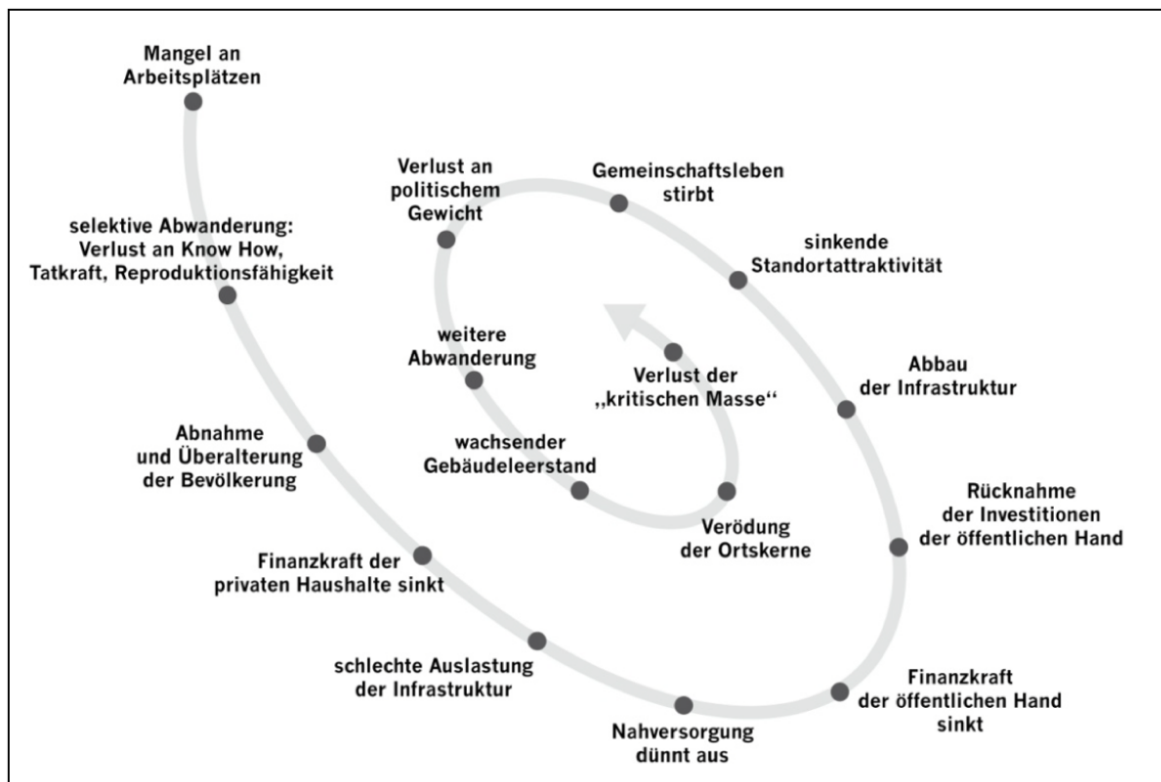 Mangel an
Arbeitsplätzen
selektive Abwanderung:
Verlust an Know How,
Tatkraft, Reproduktionsfähigkeit
Abnahme
und Überalterung
der Bevölkerung
Finanzkraft der
privaten Haushalte sinkt
schlechte Auslastung
der Infrastruktur
Nahversorgung
dünnt aus
Finanzkraft
der öffentlichen Hand
sinkt
Rücknahme
der Investitionen
der öffentlichen Hand
Abbau
der Infrastruktur
sinkende
Standortattraktivität
Gemeinschaftsleben
stirbt
Verlust an
politischem
Gewicht
weitere
Abwanderung
wachsender
Gebäudeleerstand
Verödung
der Ortskerne
Verlust der
„kritischen Masse“